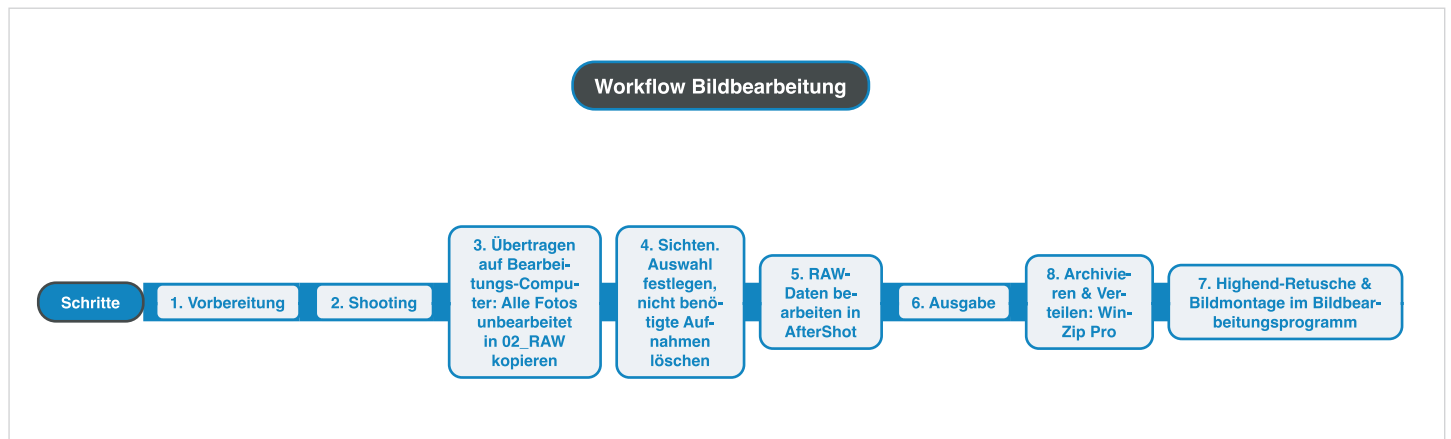 Workflow Bildbearbeitung
Schritte
1. Vorbereitung
2. Shooting
3. Übertragen
auf Bearbei-
tungs-Compu-
ter: Alle Fotos
unbearbeitet
in 02_RAW
kopieren
4. Sichten.
Auswahl
festlegen,
nicht benö-
tigte Auf-
nahmen
löschen
5. RAW-
Daten be-
arbeiten in
AfterShot
6. Ausgabe
8. Archivie-
ren & Ver-
teilen: Win-
Zip Pro
7. Highend-Retusche &
Bildmontage im Bildbear-
beitungsprogramm